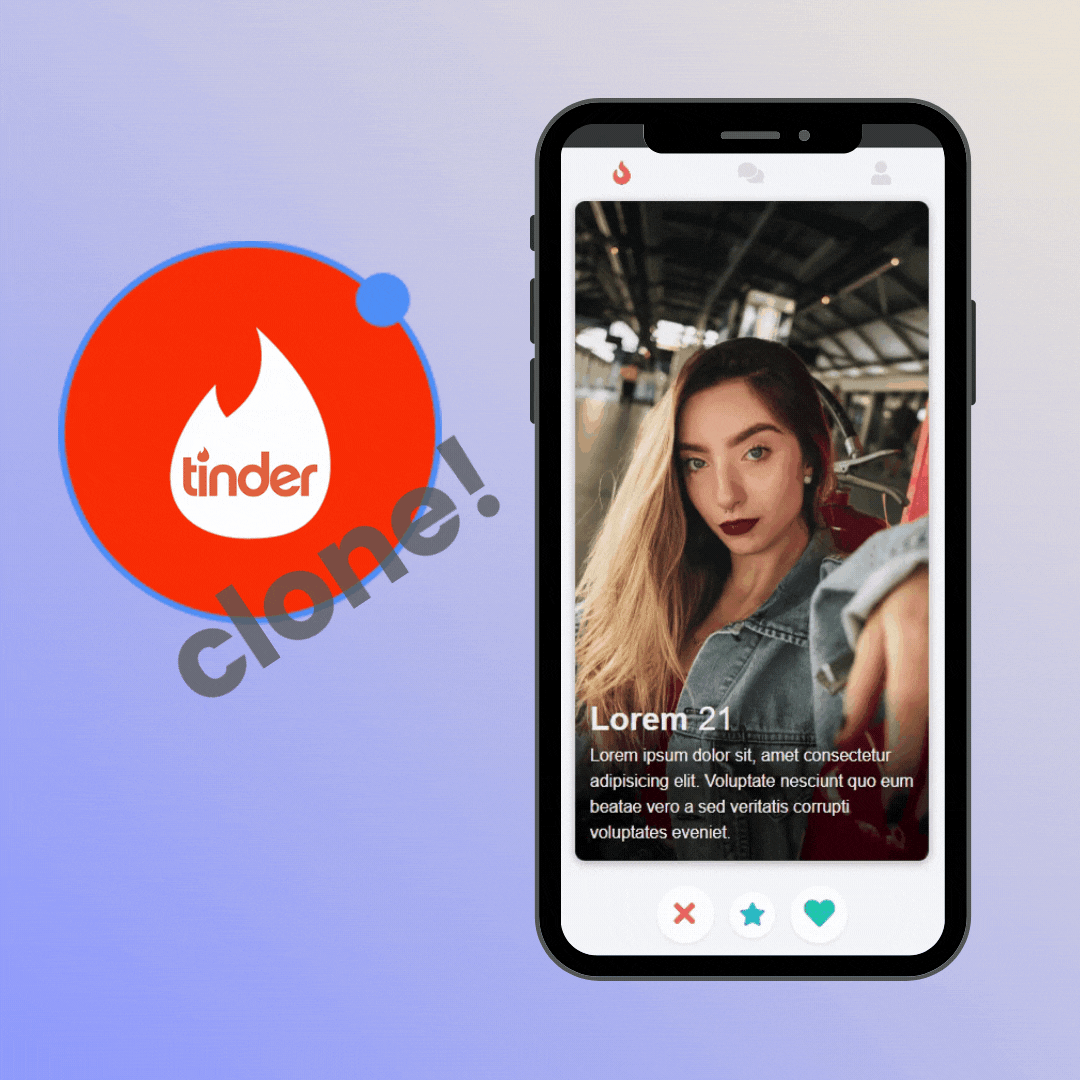 tinder
clone!
Lorem 21
Lorem ipsum dolor sit, amet consectetur
adipisicing elit. Voluptate nesciunt quo eum
beatae vero a sed veritatis corrupti
voluptates eveniet.